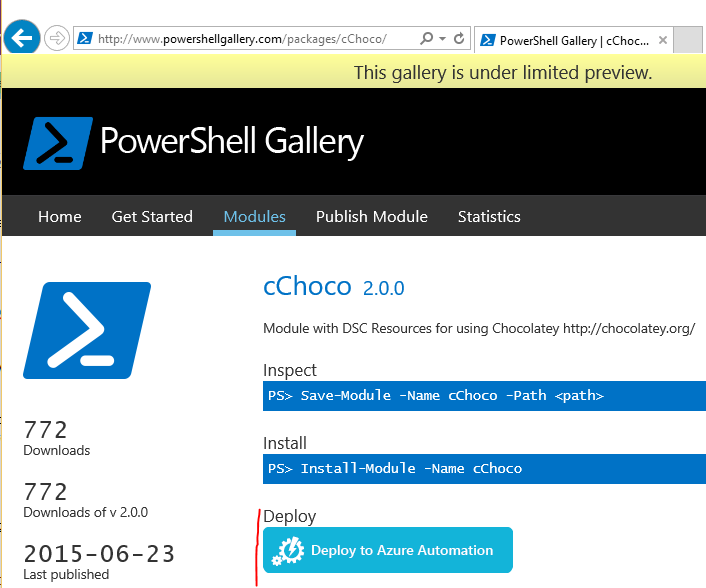 http://www.powershellgallery.com/packages/cChoco/
PowerShell Gallery | cChoc...
This gallery is under limited preview.
PowerShell Gallery
Home Get Started Modules Publish Module Statistics
cChoco 2.0.0
Module with DSC Resources for using Chocolatey http://chocolatey.org/
Inspect
PS> Save-Module -Name cChoco -Path <path>
772
Downloads
Install
PS> Install-Module -Name cChoco
772
Downloads of v 2.0.0
Deploy
Deploy to Azure Automation
2015-06-23
Last published